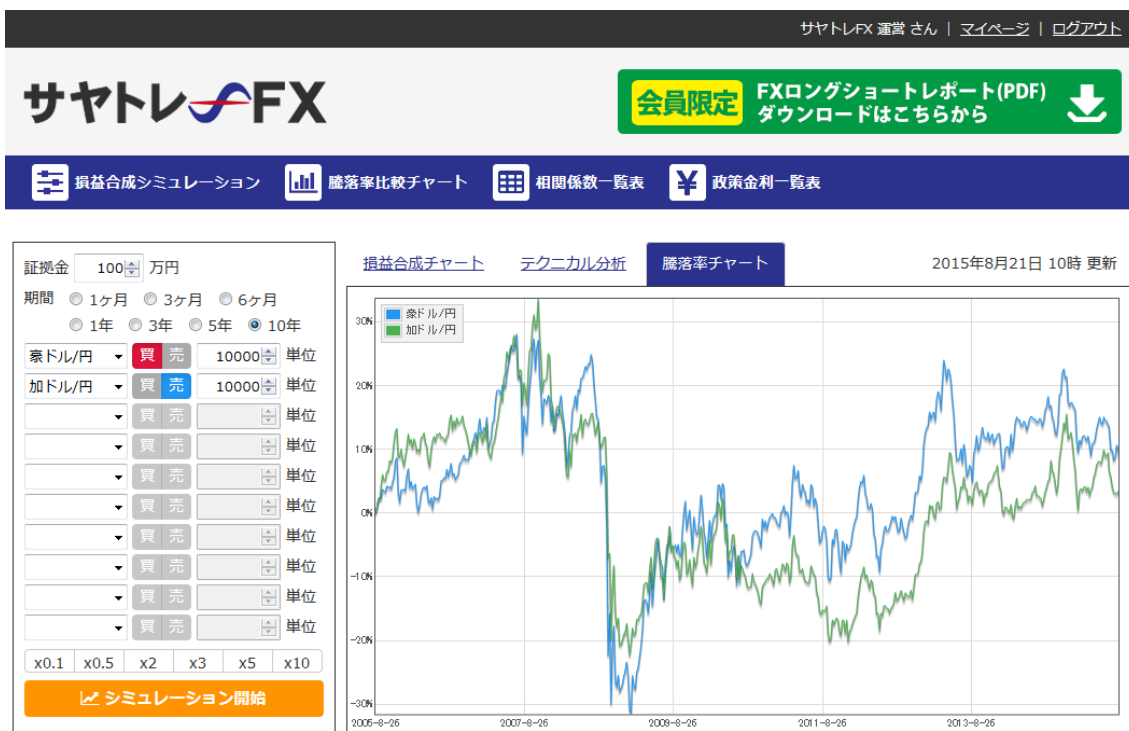 サヤトレFX 運営 さん | マイページ | ログアウト
サヤトレFX
会員限定 FXロングショートレポート(PDF)
ダウンロードはこちらから
損益合成シミュレーション 騰落率比較チャート 相関係数一覧表 ¥ 政策金利一覧表
証拠金 100 万円
期間 1ヶ月 3ヶ月 6ヶ月
1年 3年 5年 10年
豪ドル/円 買 売 10000 単位
加ドル/円 買 売 10000 単位
買 売 単位
買 売 単位
買 売 単位
買 売 単位
買 売 単位
買 売 単位
買 売 単位
買 売 単位
x0.1 x0.5 x2 x3 x5 x10
シミュレーション開始
損益合成チャート テクニカル分析 騰落率チャート 2015年8月21日 10時 更新
豪ドル/円
加ドル/円
30%
20%
10%
0%
-10%
-20%
-30%
2005-8-26 2007-8-26 2009-8-26 2011-8-26 2013-8-26